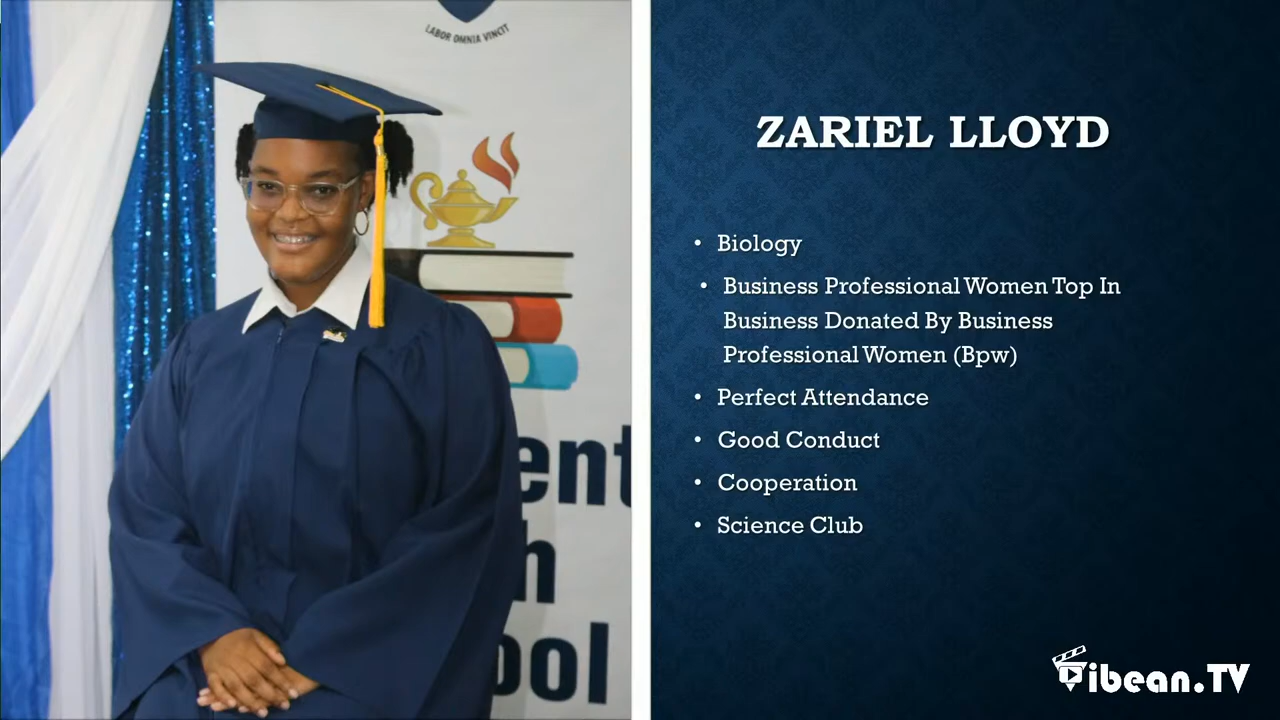 LABOR OMNIA VINCIT
ent
h
ool
ZARIEL LLOYD
• Biology
• Business Professional Women Top In
Business Donated By Business
Professional Women (Bpw)
• Perfect Attendance
• Good Conduct
• Cooperation
• Science Club
Vibean.TV